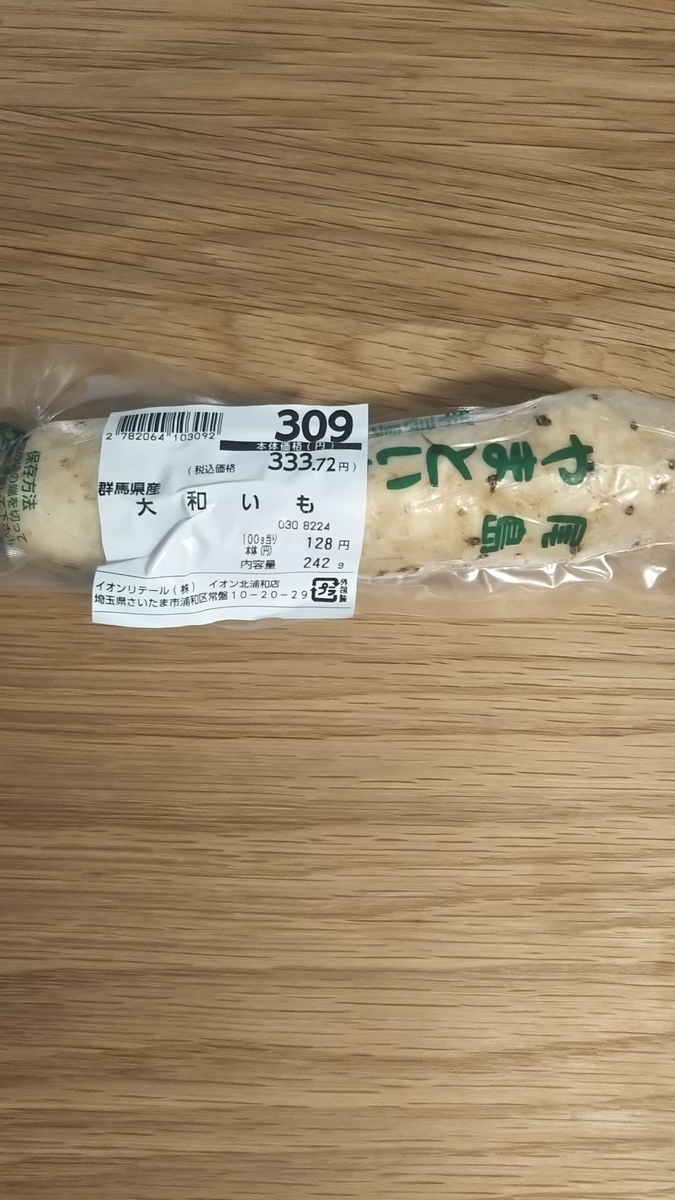 309
2 782064 103092
本体価格(円)
(税込価格 333.72円)
群馬県産
大和いも
030 8224
100g当り
本体(円) 128円
内容量 242g
イオンリテール(株) イオン北浦和店
埼玉県さいたま市浦和区常盤10-20-29
プラ
外包装
尾島
やまとい
保存方法